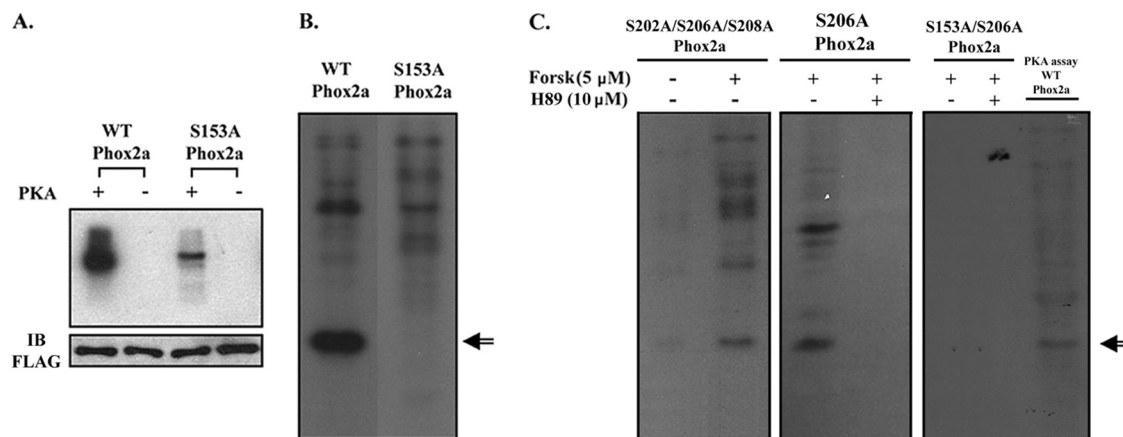 A.
WT
Phox2a
S153A
Phox2a
PKA
+ - + -
IB
FLAG
B.
WT
Phox2a
S153A
Phox2a
C.
S202A/S206A/S208A
Phox2a
S206A
Phox2a
S153A/S206A
Phox2a
PKA assay
WT
Phox2a
Forsk(5 µM) - + + + + +
H89 (10 µM) - - - + - +